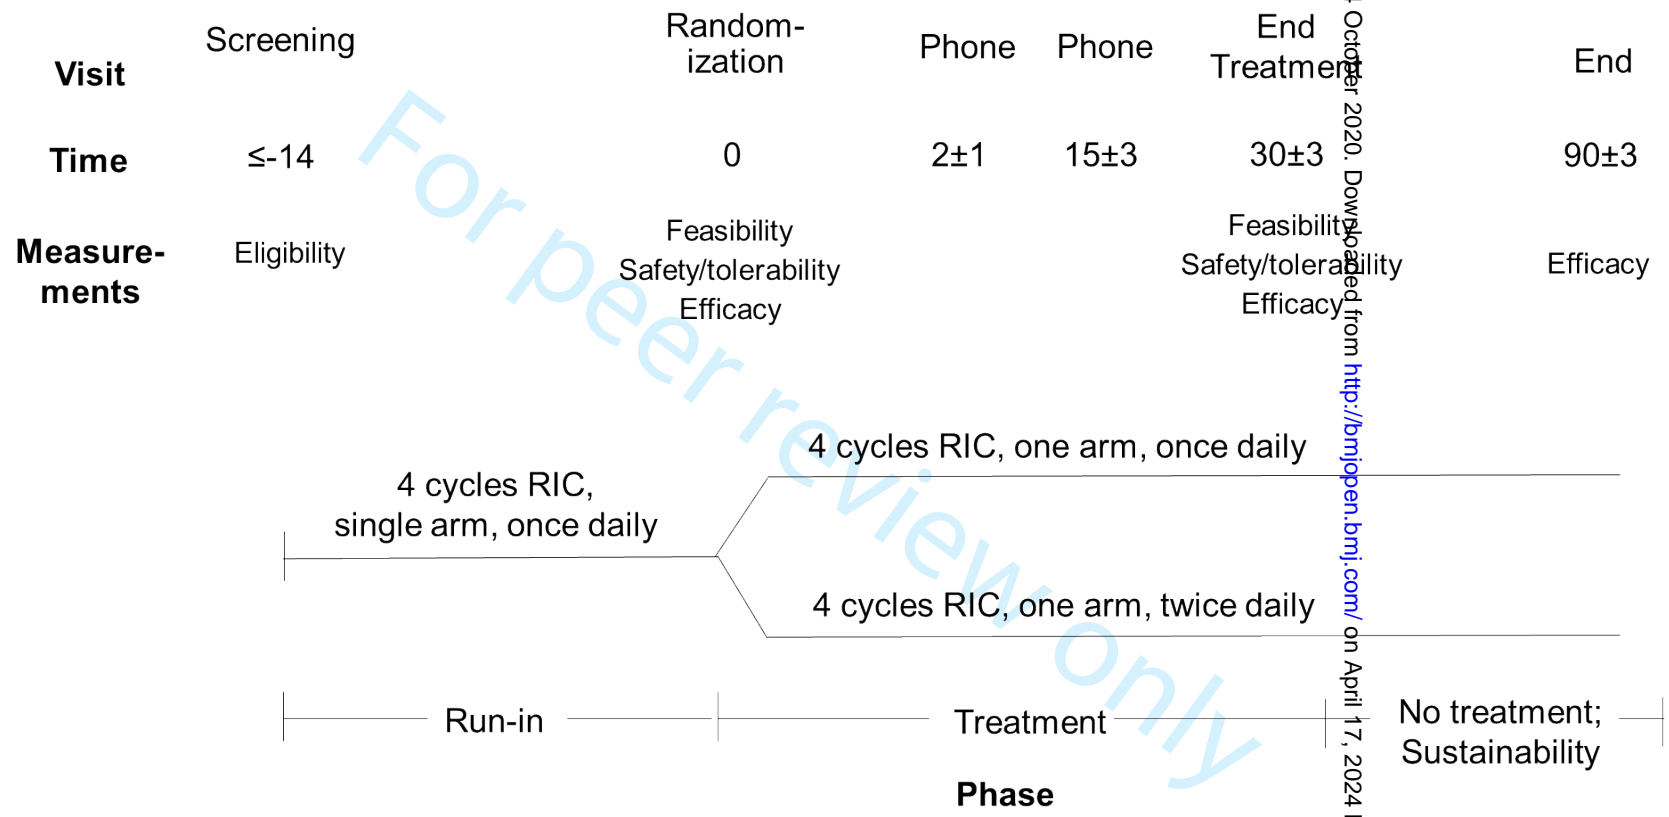 Visit
Screening
Random-
ization
Phone
Phone
End
Treatment
End
Time
≤-14
0
2±1
15±3
30±3
90±3
Measure-
ments
Eligibility
Feasibility
Safety/tolerability
Efficacy
Feasibility
Safety/tolerability
Efficacy
Efficacy
4 cycles RIC,
single arm, once daily
4 cycles RIC, one arm, once daily
4 cycles RIC, one arm, twice daily
Run-in
Treatment
No treatment;
Sustainability
Phase
For peer review only
October 2020. Downloaded from http://bmjopen.bmj.com/ on April 17, 2024